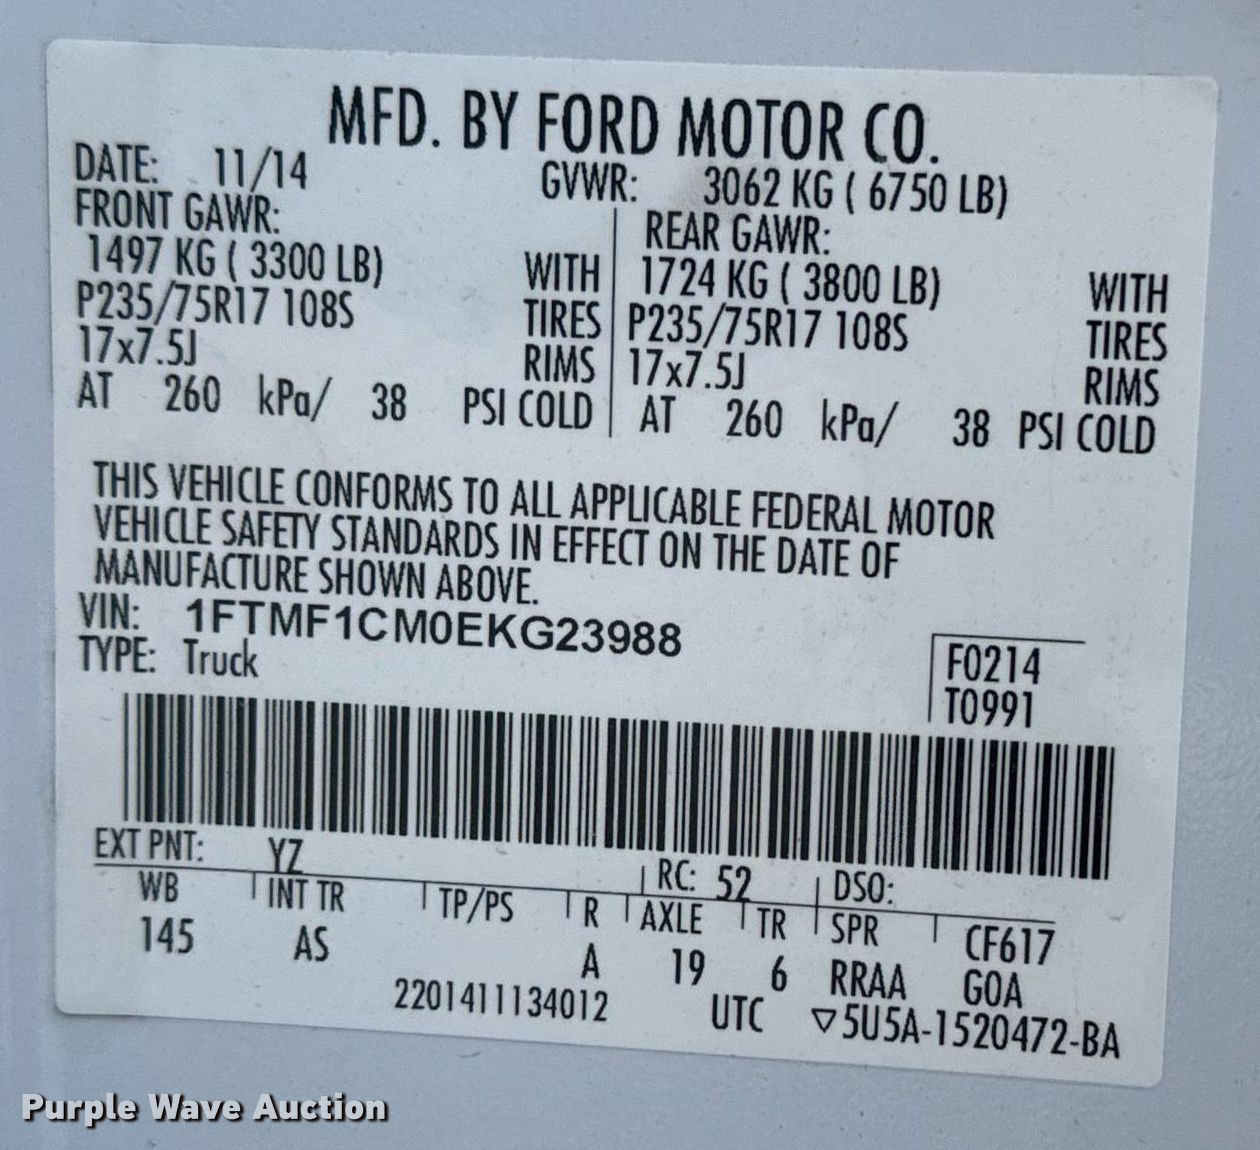 MFD. BY FORD MOTOR CO.
DATE: 11/14 GVWR: 3062 KG ( 6750 LB)
FRONT GAWR: REAR GAWR:
1497 KG ( 3300 LB) WITH 1724 KG ( 3800 LB) WITH
P235/75R17 108S TIRES P235/75R17 108S TIRES
17x7.5J RIMS 17x7.5J RIMS
AT 260 kPa/ 38 PSI COLD AT 260 kPa/ 38 PSI COLD
THIS VEHICLE CONFORMS TO ALL APPLICABLE FEDERAL MOTOR
VEHICLE SAFETY STANDARDS IN EFFECT ON THE DATE OF
MANUFACTURE SHOWN ABOVE.
VIN: 1FTMF1CM0EKG23988
TYPE: Truck F0214
T0991
EXT PNT: YZ RC: 52 DSO:
WB INT TR TP/PS R AXLE TR SPR CF617
145 AS A 19 6 RRAA GOA
2201411134012 UTC ▽5U5A-1520472-BA
Purple Wave Auction